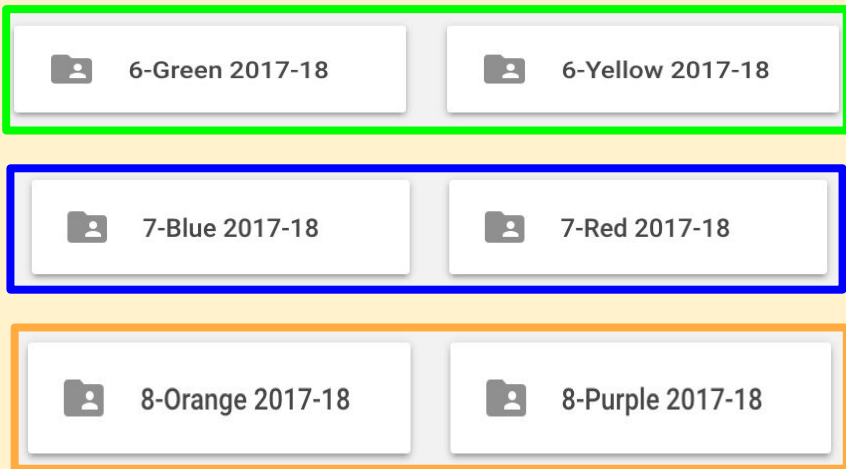 6-Green 2017-18
6-Yellow 2017-18
7-Blue 2017-18
7-Red 2017-18
8-Orange 2017-18
8-Purple 2017-18